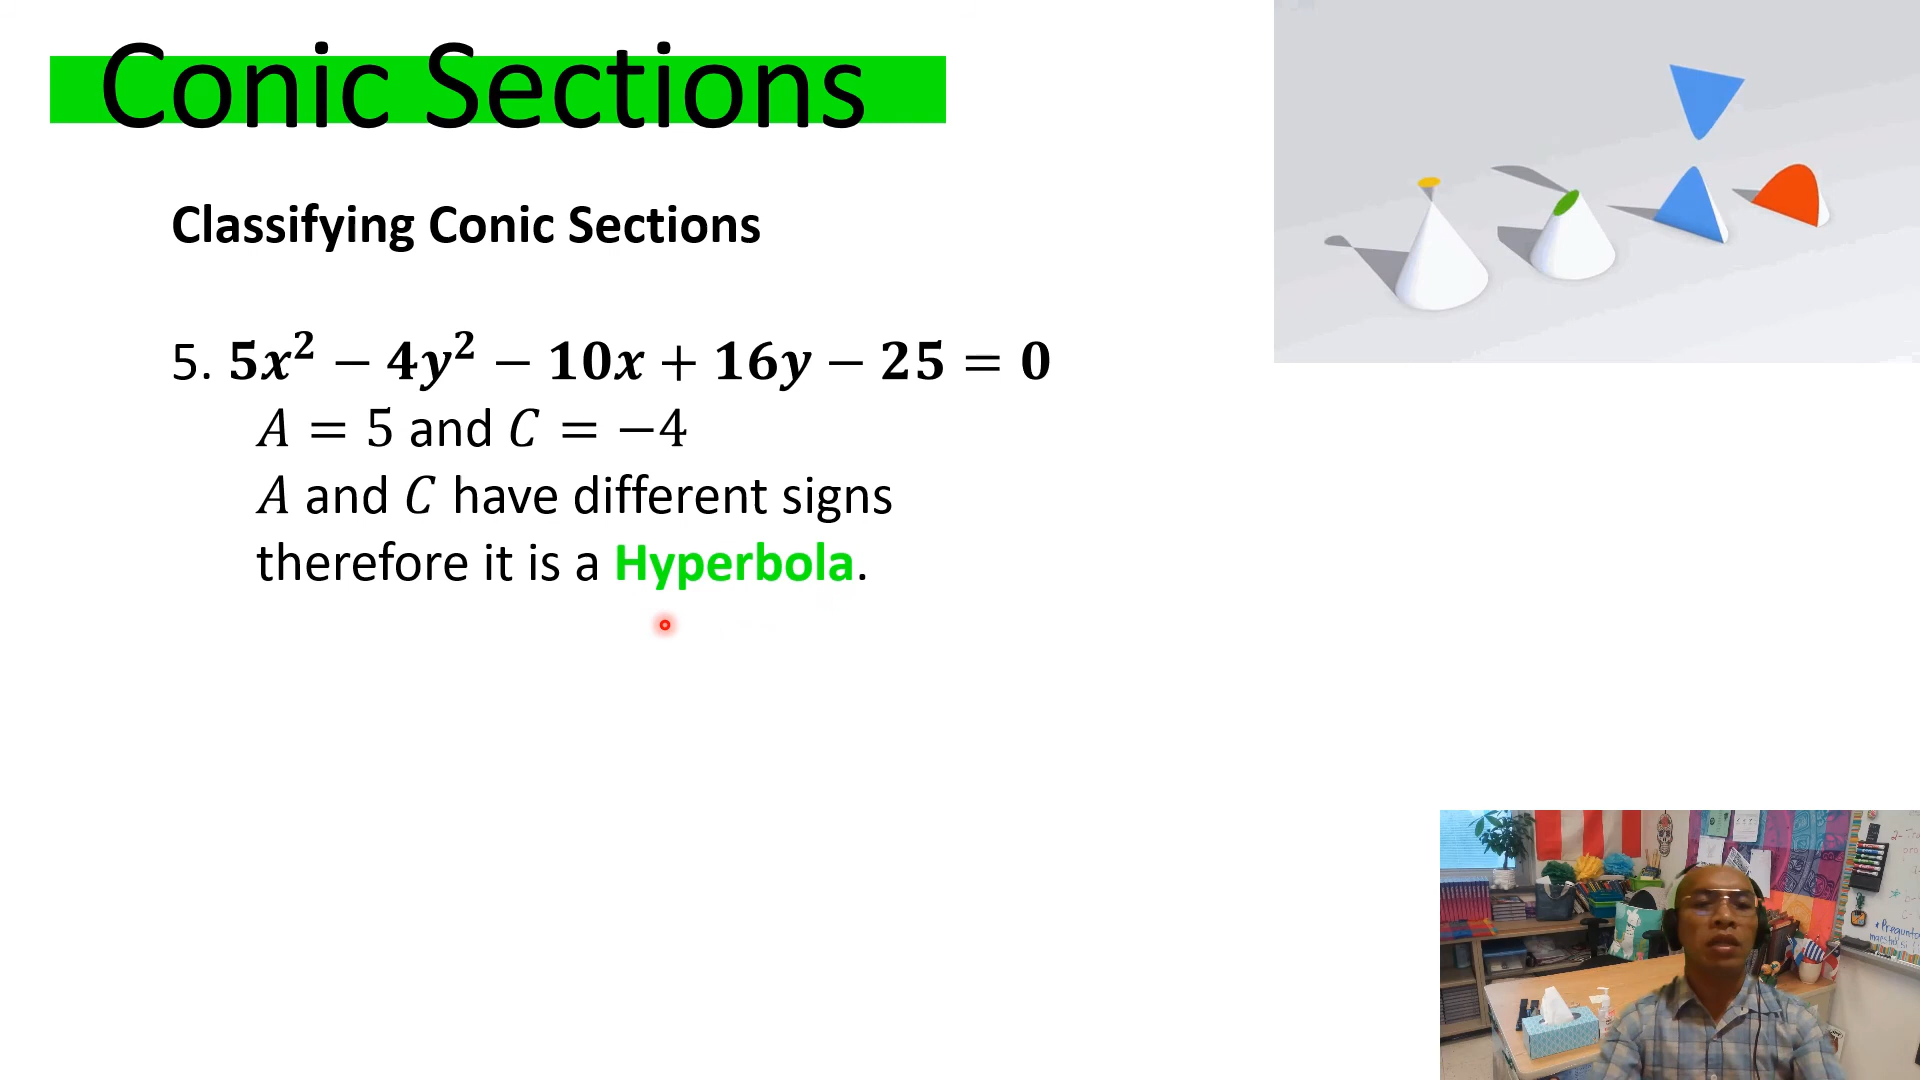 Conic Sections
Classifying Conic Sections
5. 5x² − 4y² − 10x + 16y − 25 = 0
A = 5 and C = −4
A and C have different signs
therefore it is a Hyperbola.